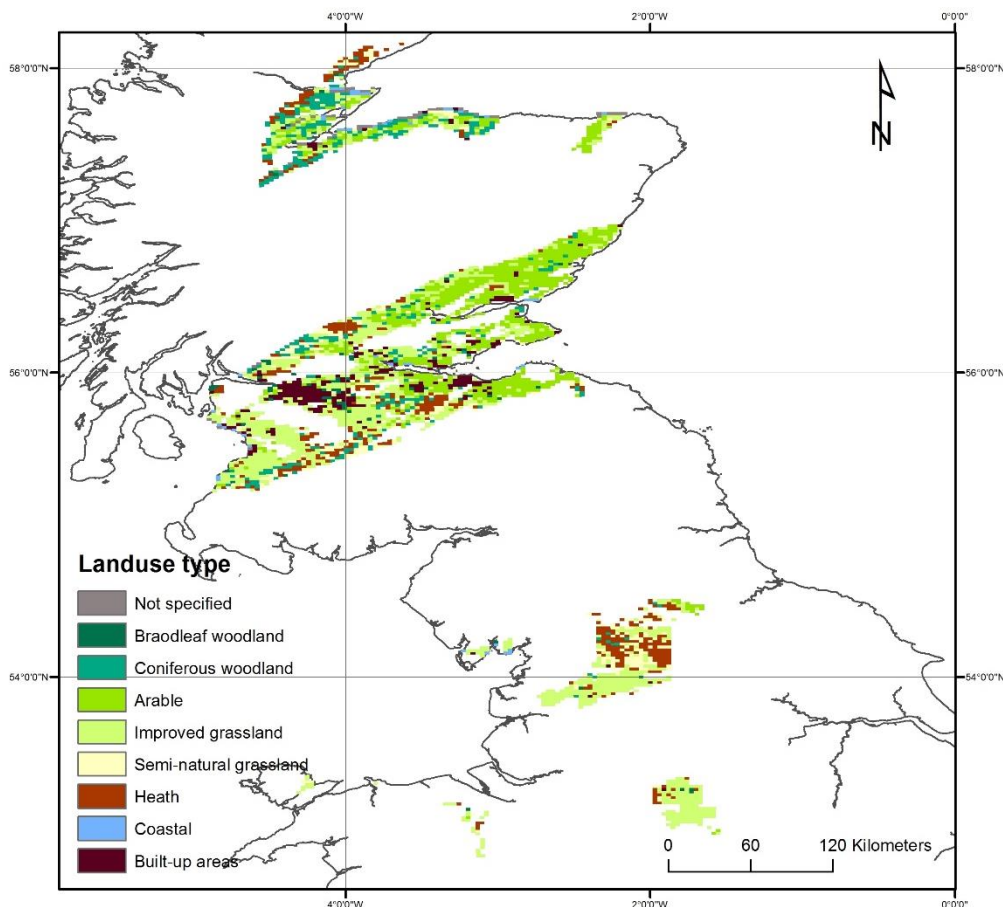 4°0'0"W
2°0'0"W
0°0'0"
58°0'0"N
58°0'0"N
N
56°0'0"N
56°0'0"N
Landuse type
Not specified
Braodleaf woodland
Coniferous woodland
Arable
Improved grassland
Semi-natural grassland
Heath
Coastal
Built-up areas
54°0'0"N
54°0'0"N
0 60 120 Kilometers
4°0'0"W
2°0'0"W
0°0'0"